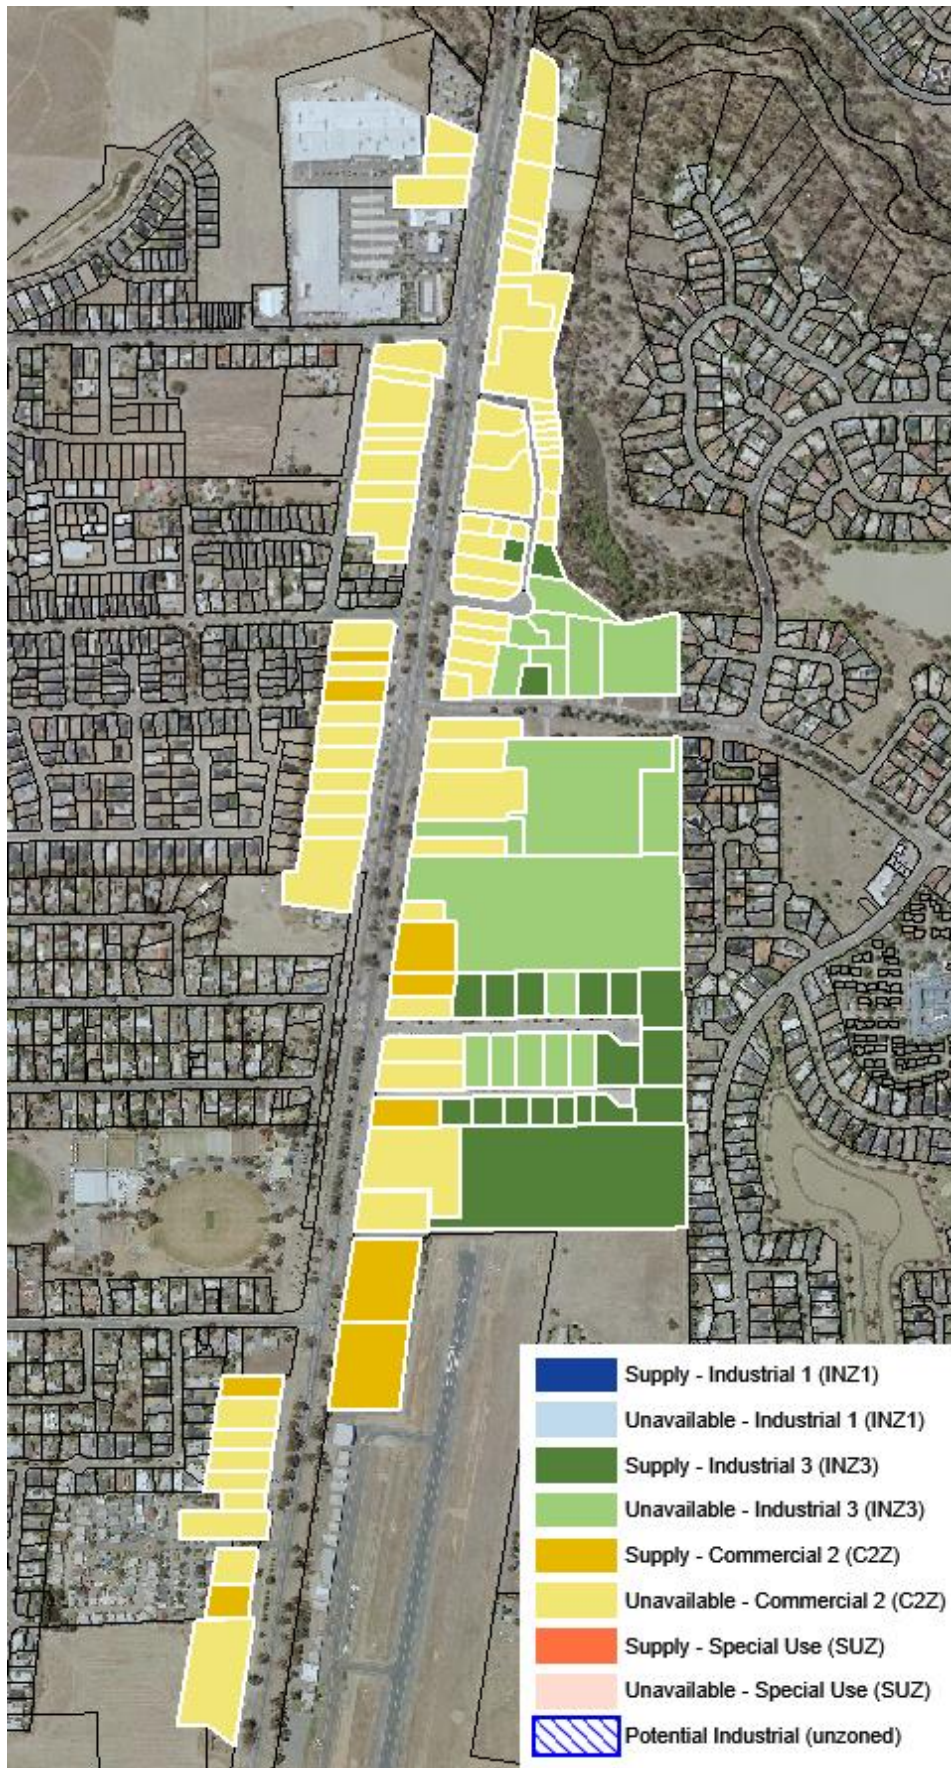 Supply - Industrial 1 (INZ1)
Unavailable - Industrial 1 (INZ1)
Supply - Industrial 3 (INZ3)
Unavailable - Industrial 3 (INZ3)
Supply - Commercial 2 (C2Z)
Unavailable - Commercial 2 (C2Z)
Supply - Special Use (SUZ)
Unavailable - Special Use (SUZ)
Potential Industrial (unzoned)